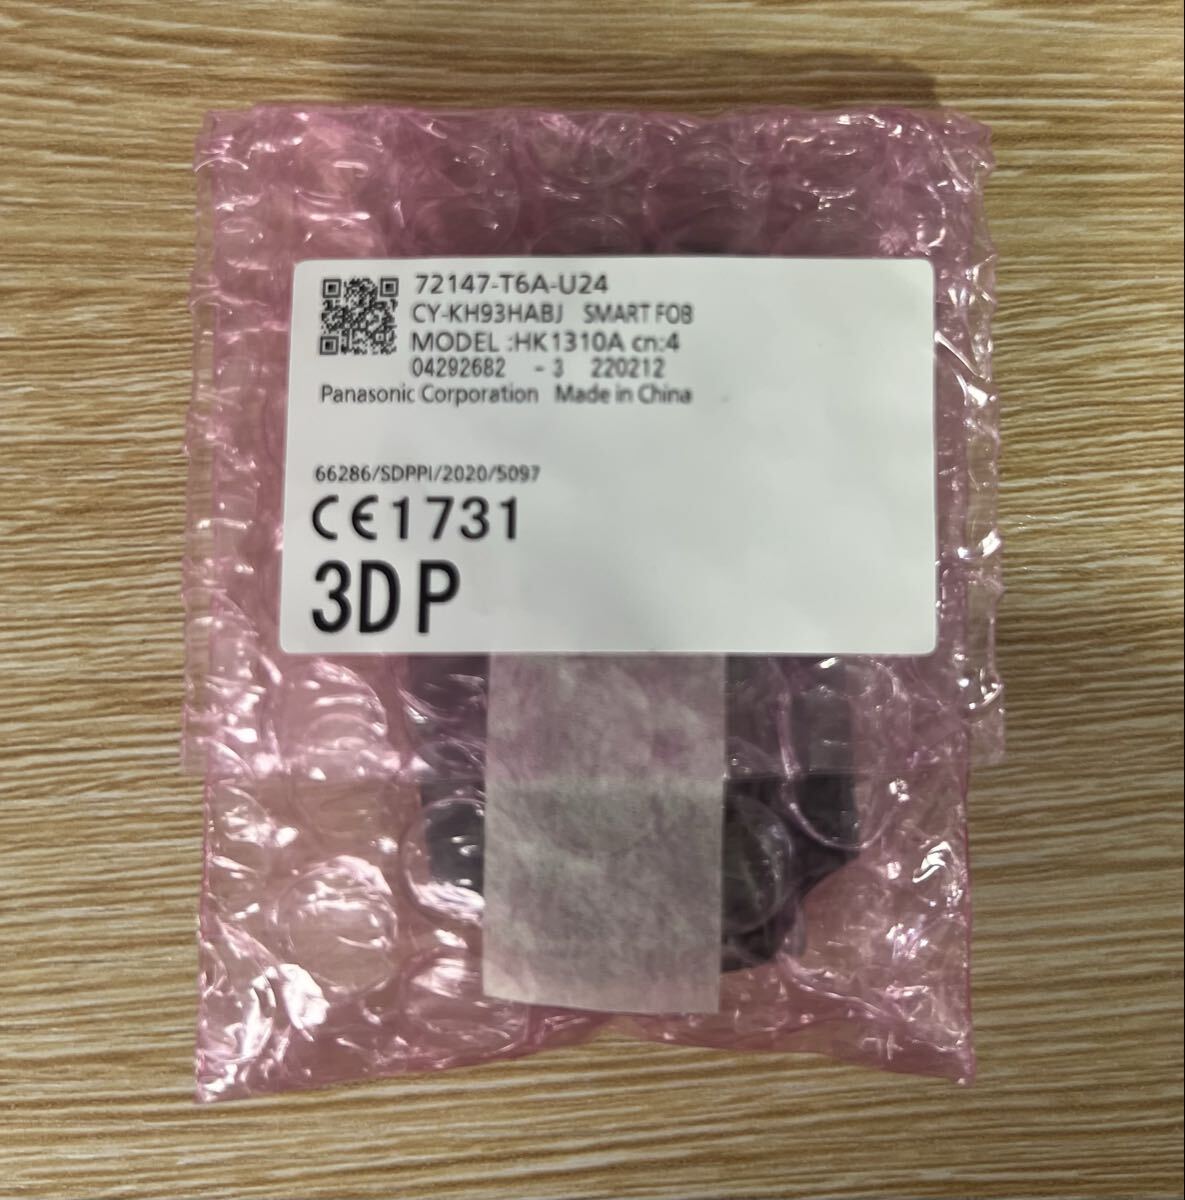 72147-T6A-U24
CY-KH93HABJ SMART FOB
MODEL :HK1310A cn:4
04292682 - 3 220212
Panasonic Corporation Made in China
66286/SDPPI/2020/5097
CE1731
3DP